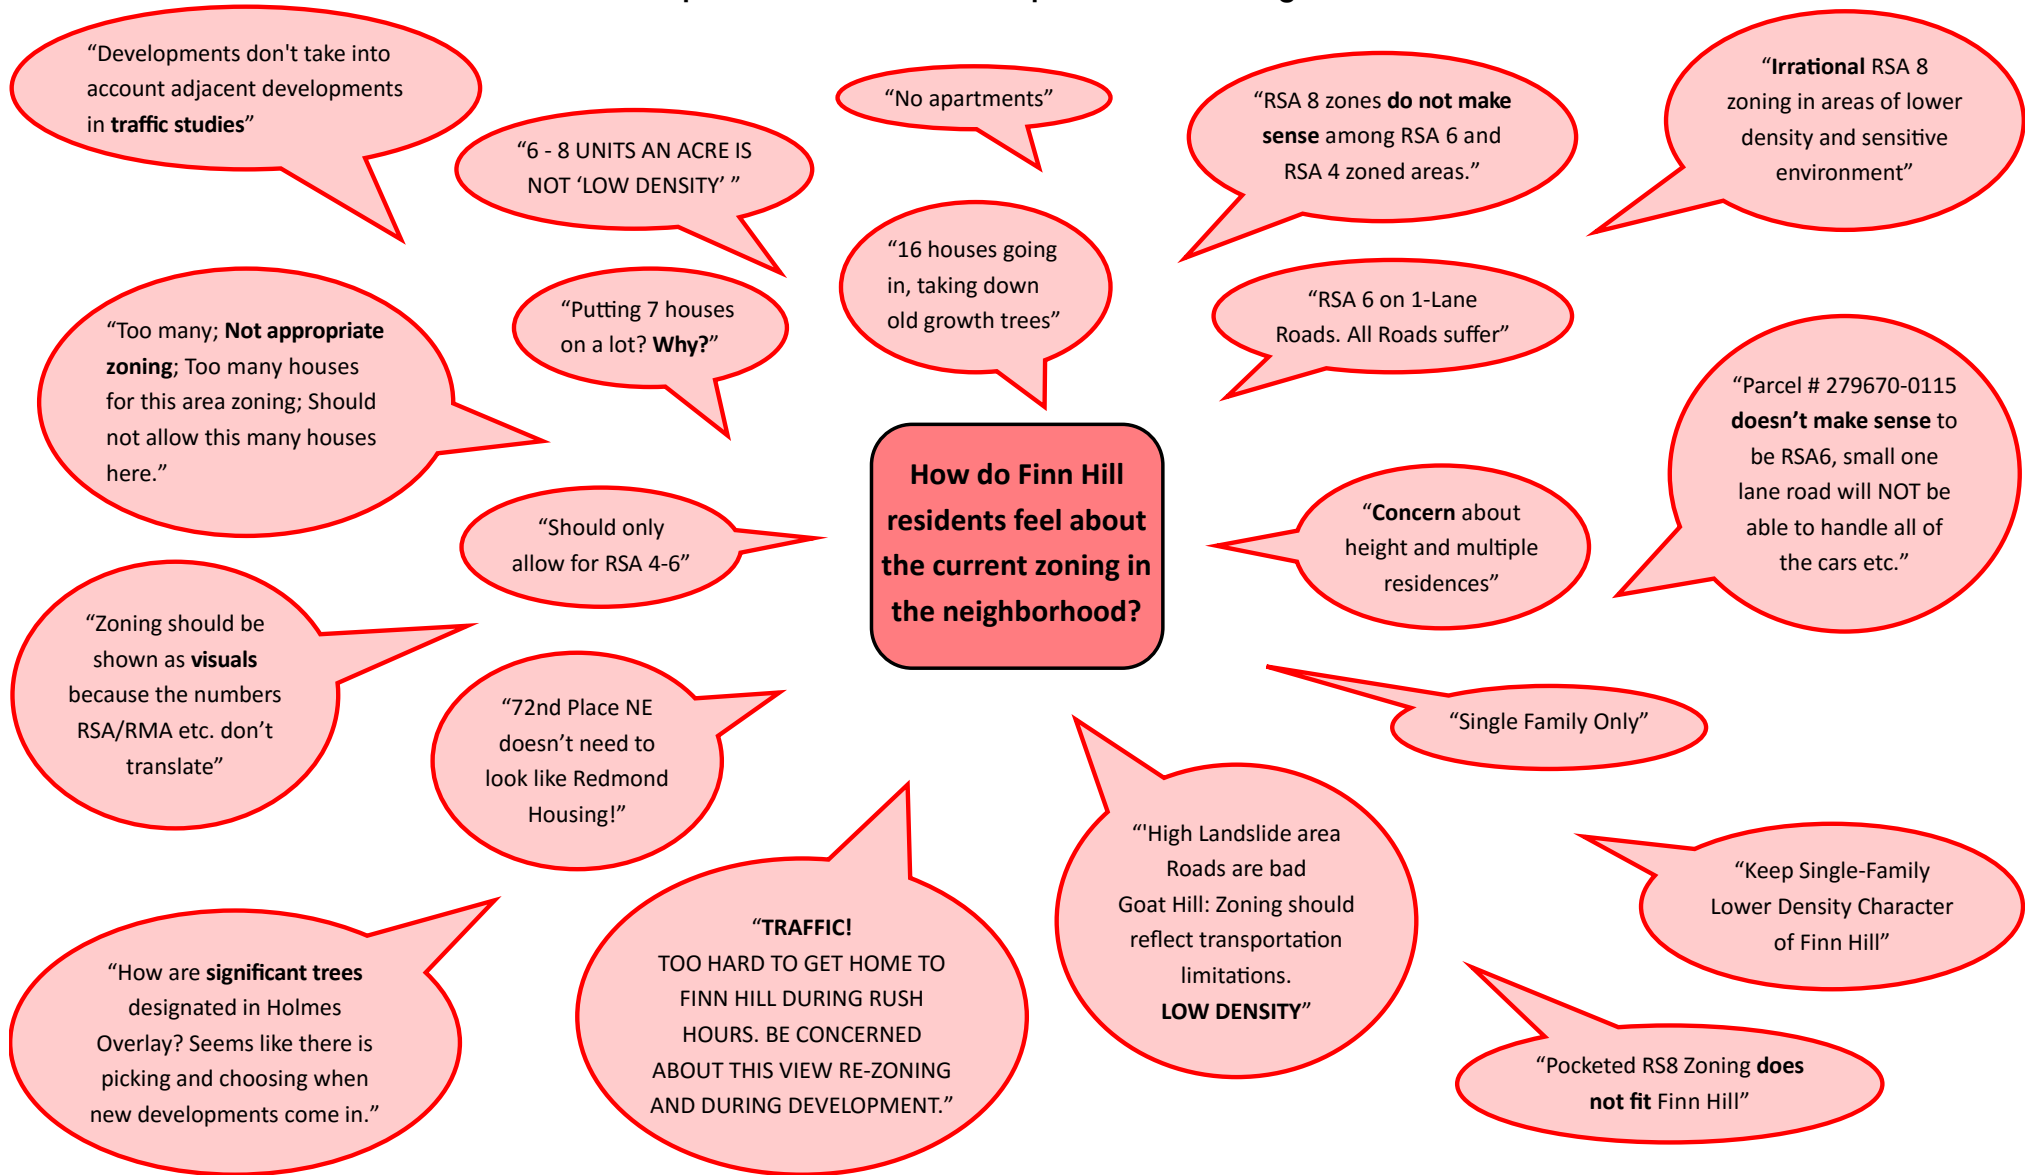 “Developments don't take into
account adjacent developments
in traffic studies”
“6 - 8 UNITS AN ACRE IS
NOT ‘LOW DENSITY’ ”
“No apartments”
“RSA 8 zones do not make
sense among RSA 6 and
RSA 4 zoned areas.”
“Irrational RSA 8
zoning in areas of lower
density and sensitive
environment”
“Too many; Not appropriate
zoning; Too many houses
for this area zoning; Should
not allow this many houses
here.”
“Putting 7 houses
on a lot? Why?”
“16 houses going
in, taking down
old growth trees”
“RSA 6 on 1-Lane
Roads. All Roads suffer”
“Parcel # 279670-0115
doesn’t make sense to
be RSA6, small one
lane road will NOT be
able to handle all of
the cars etc.”
“Should only
allow for RSA 4-6”
How do Finn Hill
residents feel about
the current zoning in
the neighborhood?
“Concern about
height and multiple
residences”
“Zoning should be
shown as visuals
because the numbers
RSA/RMA etc. don’t
translate”
“72nd Place NE
doesn’t need to
look like Redmond
Housing!”
“Single Family Only”
“'High Landslide area
Roads are bad
Goat Hill: Zoning should
reflect transportation
limitations.
LOW DENSITY”
“Keep Single-Family
Lower Density Character
of Finn Hill”
“How are significant trees
designated in Holmes
Overlay? Seems like there is
picking and choosing when
new developments come in.”
“TRAFFIC!
TOO HARD TO GET HOME TO
FINN HILL DURING RUSH
HOURS. BE CONCERNED
ABOUT THIS VIEW RE-ZONING
AND DURING DEVELOPMENT.”
“Pocketed RS8 Zoning does
not fit Finn Hill”